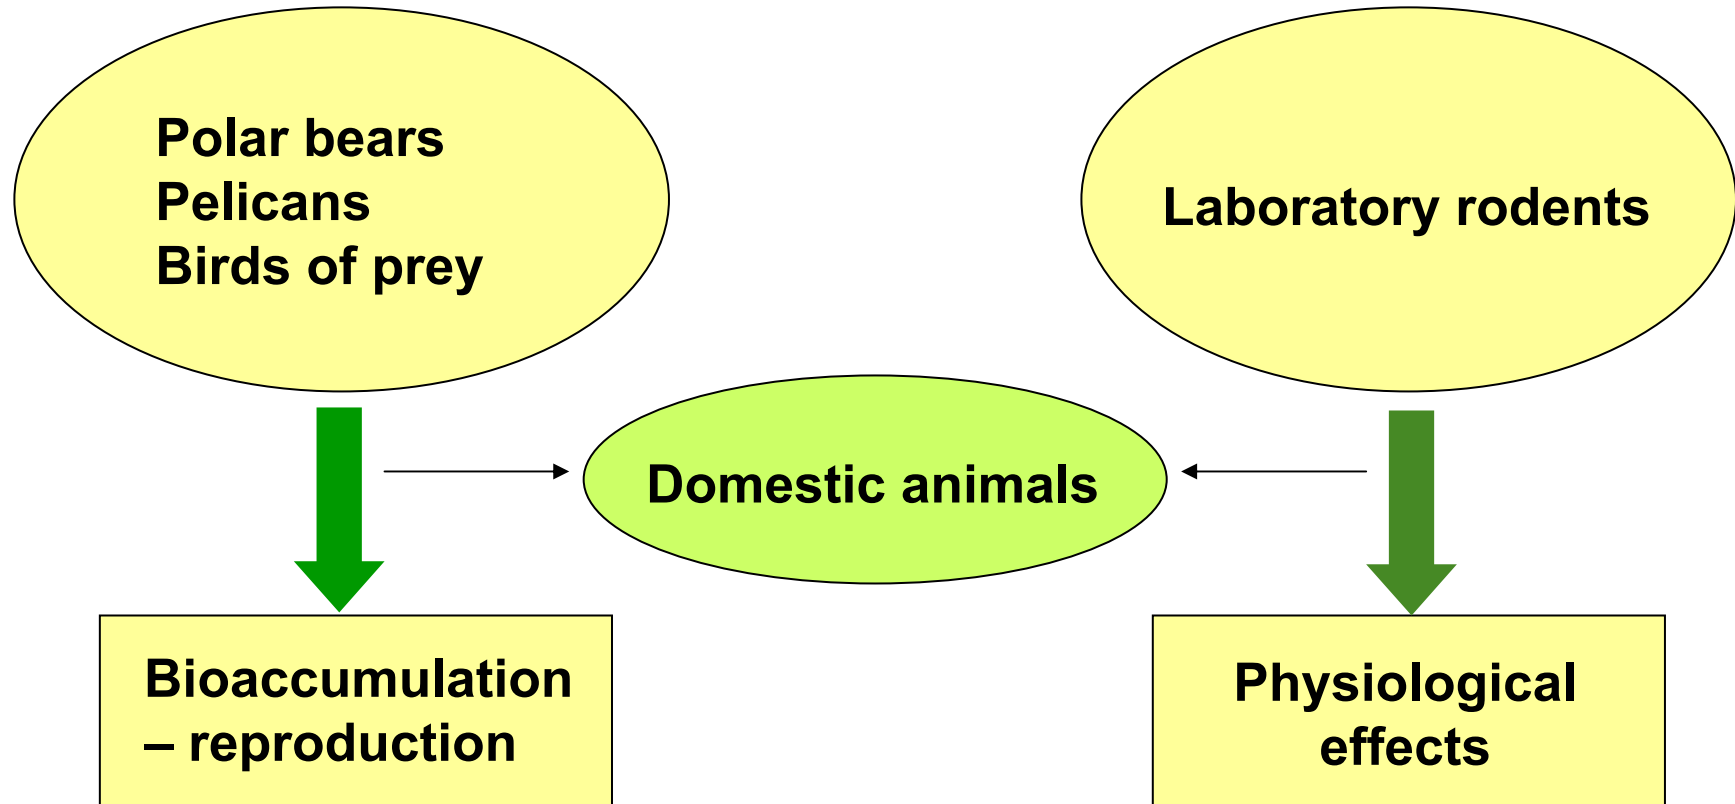 Polar bears
Pelicans
Birds of prey
Laboratory rodents
Domestic animals
Bioaccumulation
– reproduction
Physiological
effects